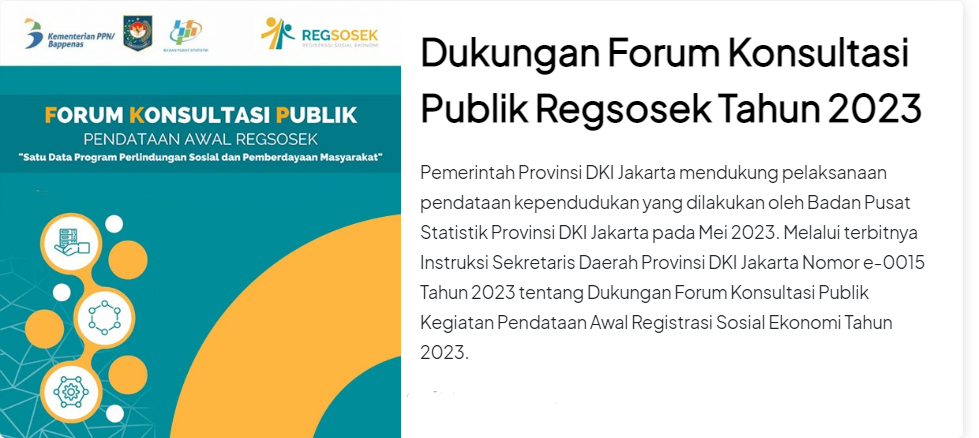 Kementerian PPN/
Bappenas
BADAN PUSAT STATISTIK
REGSOSEK
REGISTRASI SOSIAL EKONOMI
FORUM KONSULTASI PUBLIK
PENDATAAN AWAL REGSOSEK
"Satu Data Program Perlindungan Sosial dan Pemberdayaan Masyarakat"
Dukungan Forum Konsultasi
Publik Regsosek Tahun 2023
Pemerintah Provinsi DKI Jakarta mendukung pelaksanaan
pendataan kependudukan yang dilakukan oleh Badan Pusat
Statistik Provinsi DKI Jakarta pada Mei 2023. Melalui terbitnya
Instruksi Sekretaris Daerah Provinsi DKI Jakarta Nomor e-0015
Tahun 2023 tentang Dukungan Forum Konsultasi Publik
Kegiatan Pendataan Awal Registrasi Sosial Ekonomi Tahun
2023.